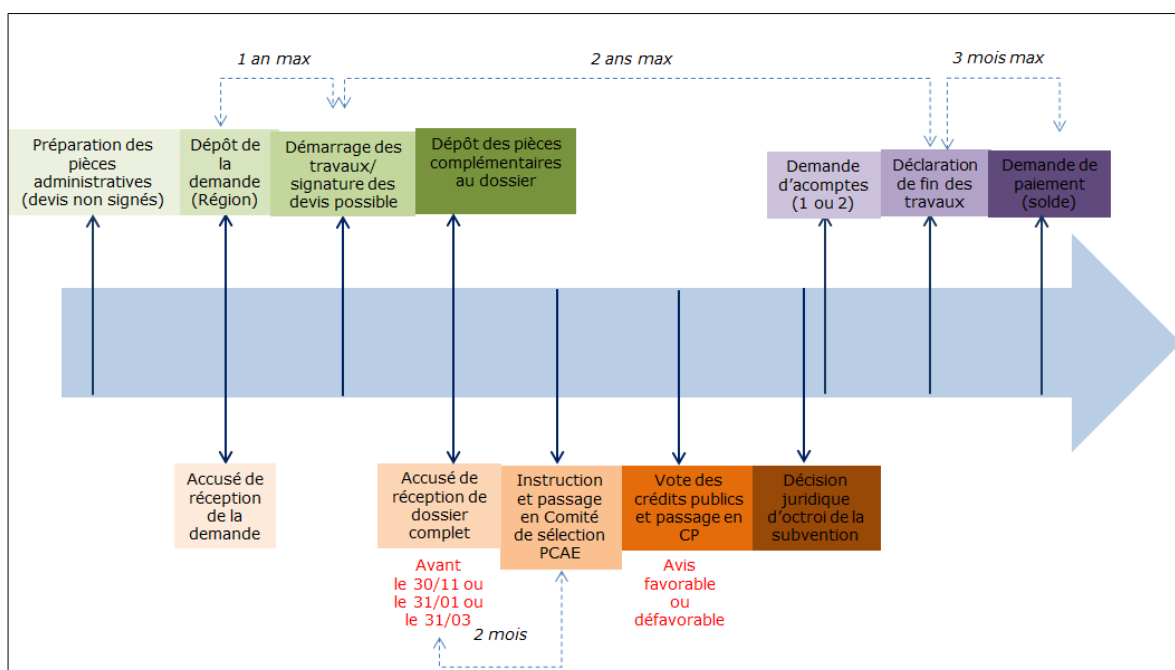 1 an max
2 ans max
3 mois max
Préparation des
pièces
administratives
(devis non signés)
Dépôt de
la
demande
(Région)
Démarrage des
travaux/
signature des
devis possible
Dépôt des pièces
complémentaires
au dossier
Demande
d'acomptes
(1 ou 2)
Déclaration
de fin des
travaux
Demande de
paiement
(solde)
Accusé de
réception
de la
demande
Accusé de
réception de
dossier
complet
Instruction
et passage
en Comité
de sélection
PCAE
Vote des
crédits publics
et passage en
CP
Décision
juridique
d'octroi de la
subvention
Avant
le 30/11 ou
le 31/01 ou
le 31/03
Avis
favorable
ou
défavorable
2 mois